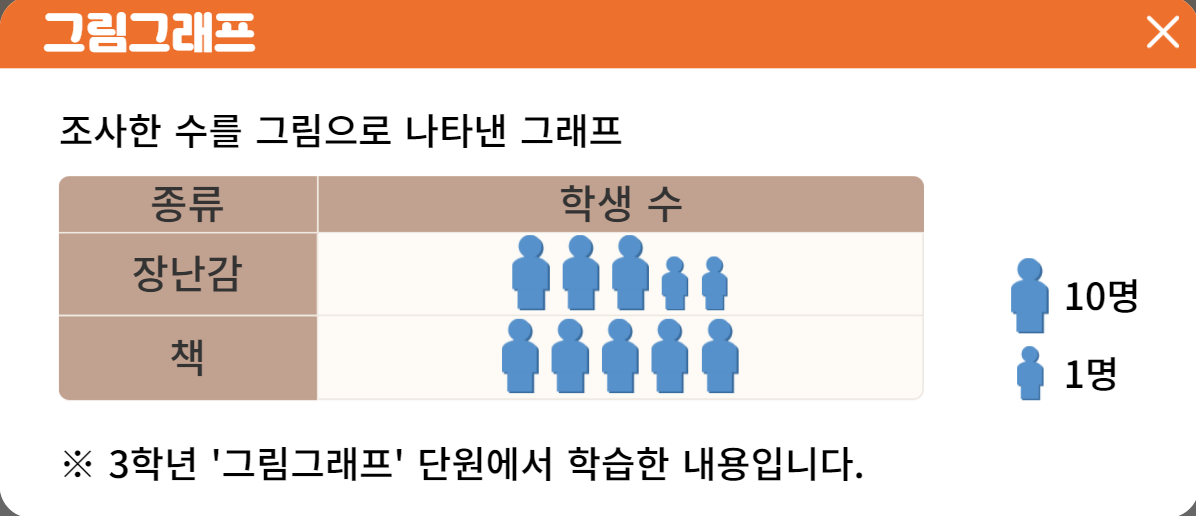 그림그래프
조사한 수를 그림으로 나타낸 그래프
종류 학생 수
장난감
책
10명
1명
※ 3학년 '그림그래프' 단원에서 학습한 내용입니다.